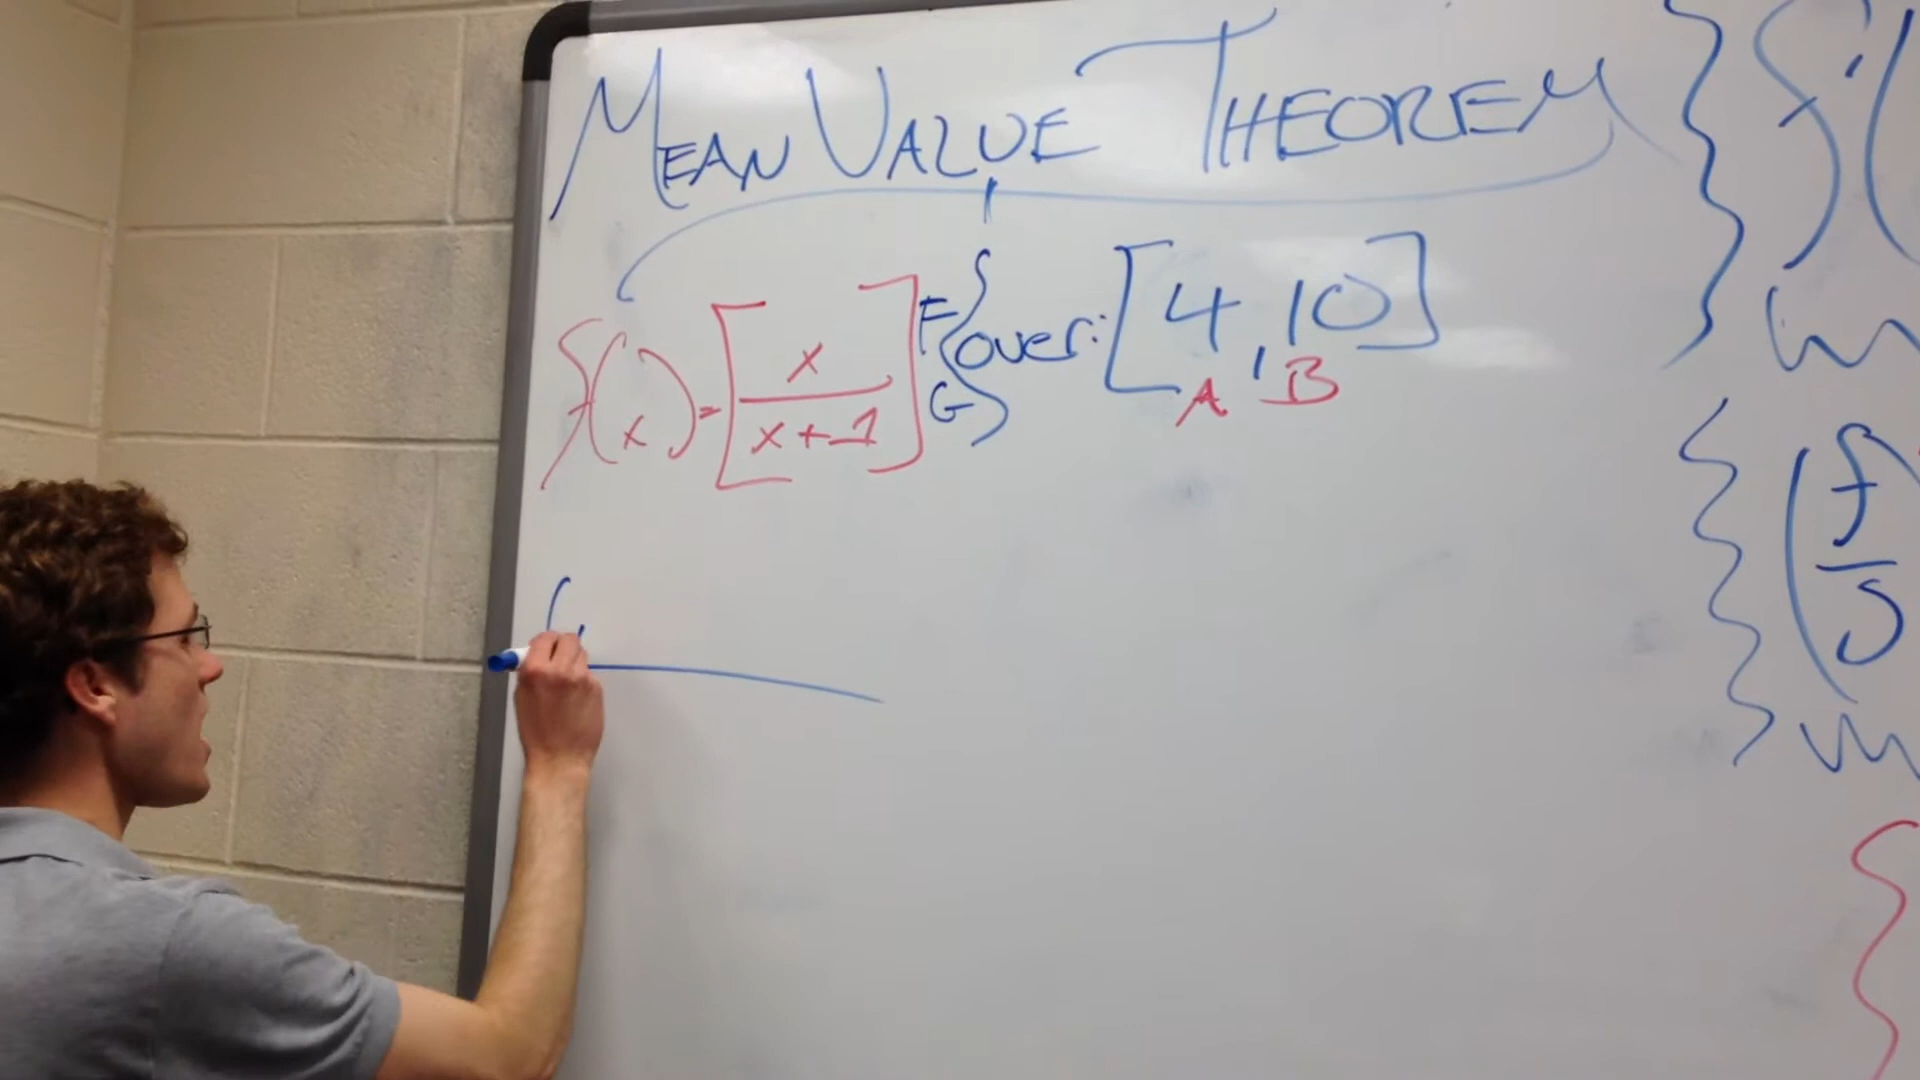 MEAN VALUE THEOREM
f(x) = [x / x+1] F G over: [4, 10]
A B
f